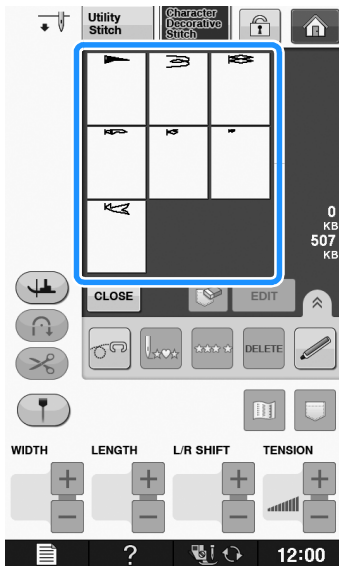 Utility
Stitch
Character
Decorative
Stitch
0
KB
507
KB
CLOSE
EDIT
DELETE
WIDTH
LENGTH
L/R SHIFT
TENSION
?
12:00